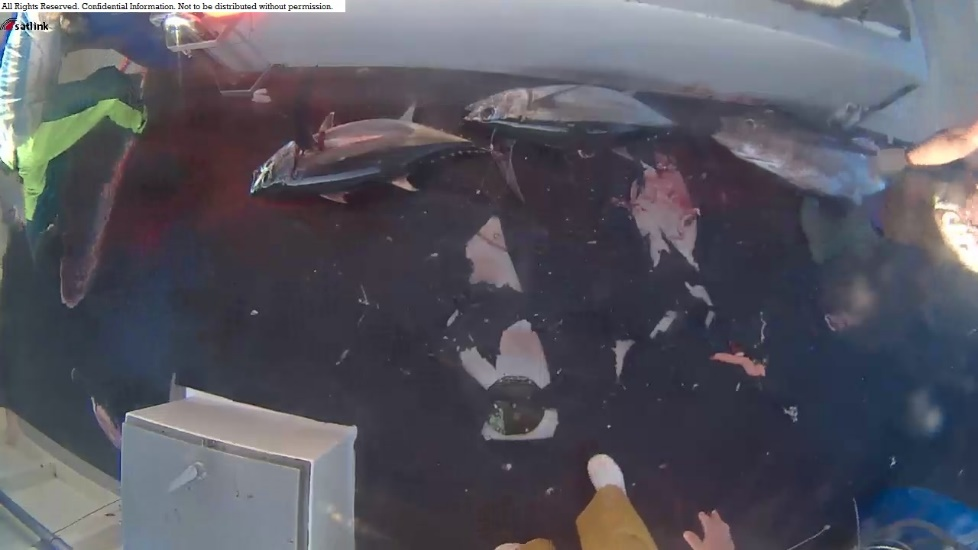 All Rights Reserved. Confidential Information. Not to be distributed without permission.
satlink